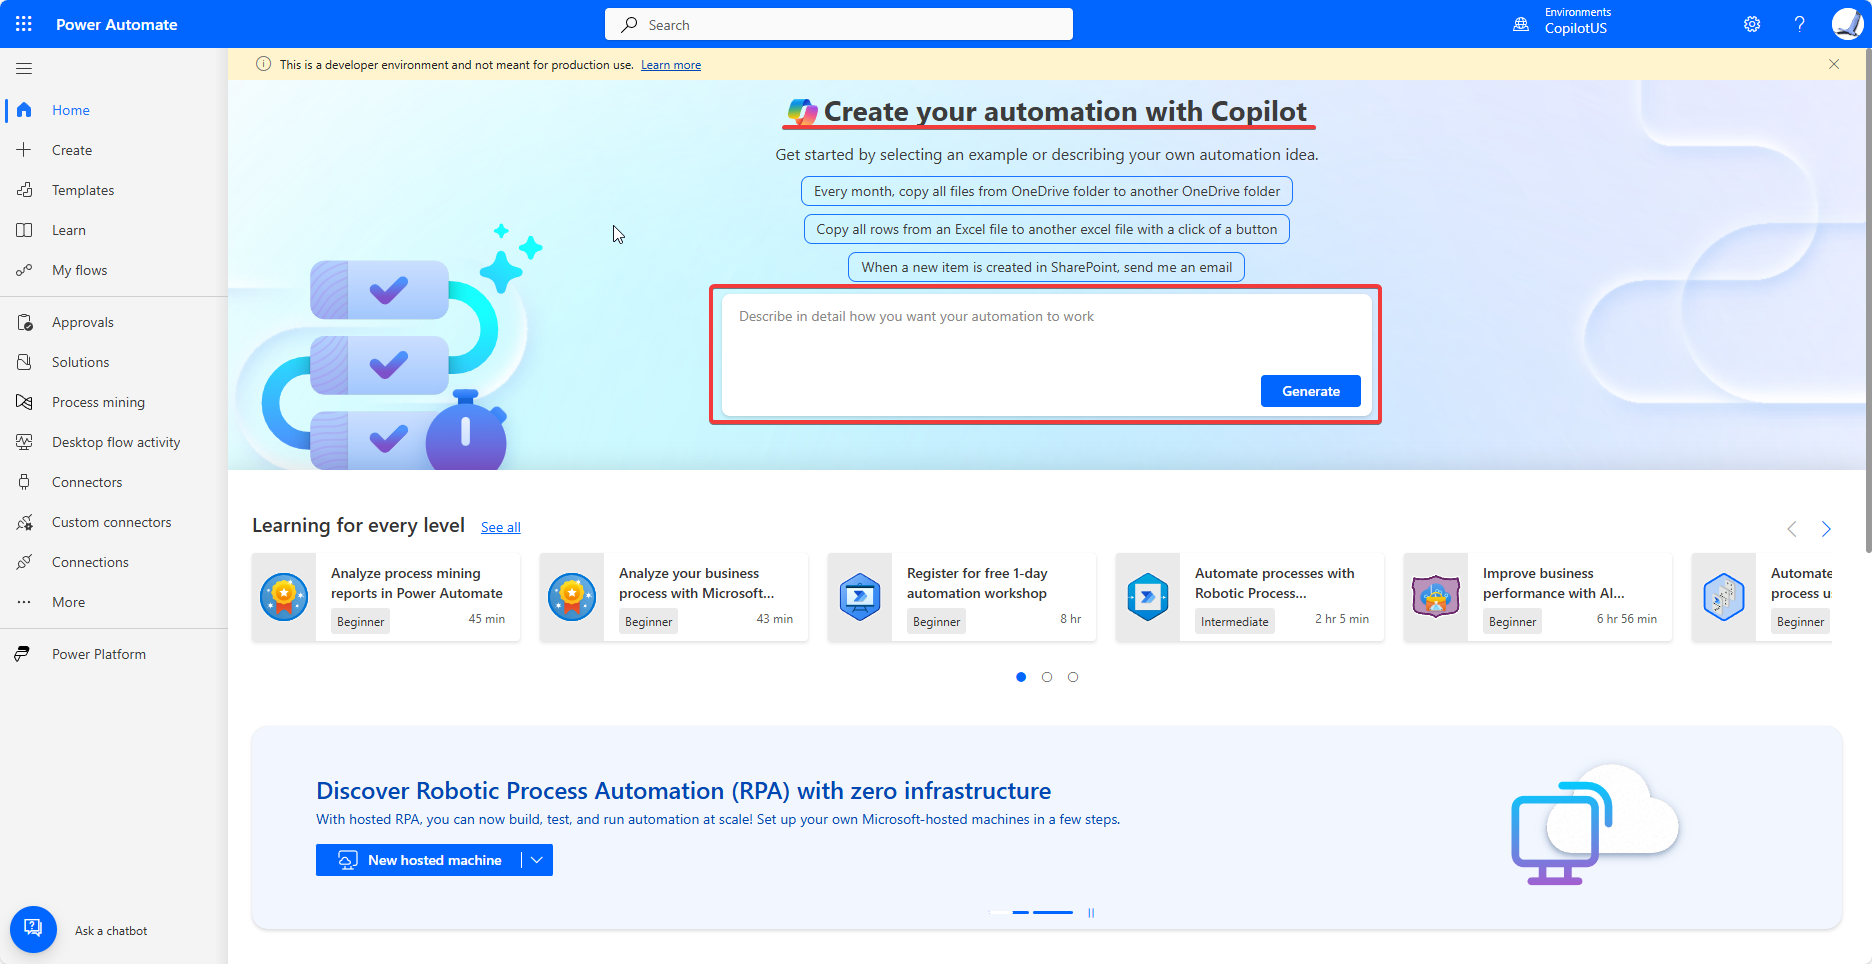 Power Automate
Search
Environments
CopilotUS
This is a developer environment and not meant for production use. Learn more
Home
Create
Templates
Learn
My flows
Approvals
Solutions
Process mining
Desktop flow activity
Connectors
Custom connectors
Connections
More
Power Platform
Ask a chatbot
Create your automation with Copilot
Get started by selecting an example or describing your own automation idea.
Every month, copy all files from OneDrive folder to another OneDrive folder
Copy all rows from an Excel file to another excel file with a click of a button
When a new item is created in SharePoint, send me an email
Describe in detail how you want your automation to work
Generate
Learning for every level See all
Analyze process mining
reports in Power Automate
Beginner 45 min
Analyze your business
process with Microsoft...
Beginner 43 min
Register for free 1-day
automation workshop
Beginner 8 hr
Automate processes with
Robotic Process...
Intermediate 2 hr 5 min
Improve business
performance with AI...
Beginner 6 hr 56 min
Automate
process u
Beginner
Discover Robotic Process Automation (RPA) with zero infrastructure
With hosted RPA, you can now build, test, and run automation at scale! Set up your own Microsoft-hosted machines in a few steps.
New hosted machine